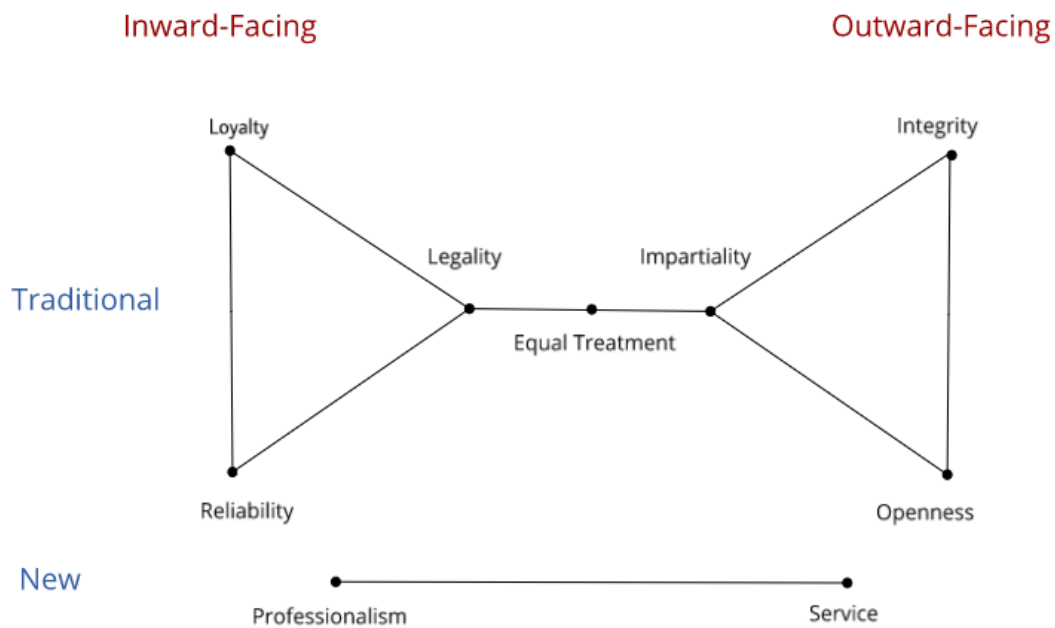 Inward-Facing
Outward-Facing
Loyalty
Integrity
Legality
Impartiality
Traditional
Equal Treatment
Reliability
Openness
New
Professionalism
Service